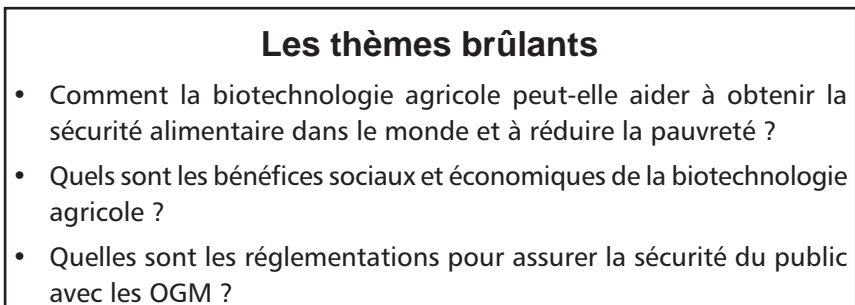 Les thèmes brûlants
• Comment la biotechnologie agricole peut-elle aider à obtenir la
sécurité alimentaire dans le monde et à réduire la pauvreté ?
• Quels sont les bénéfices sociaux et économiques de la biotechnologie
agricole ?
• Quelles sont les réglementations pour assurer la sécurité du public
avec les OGM ?